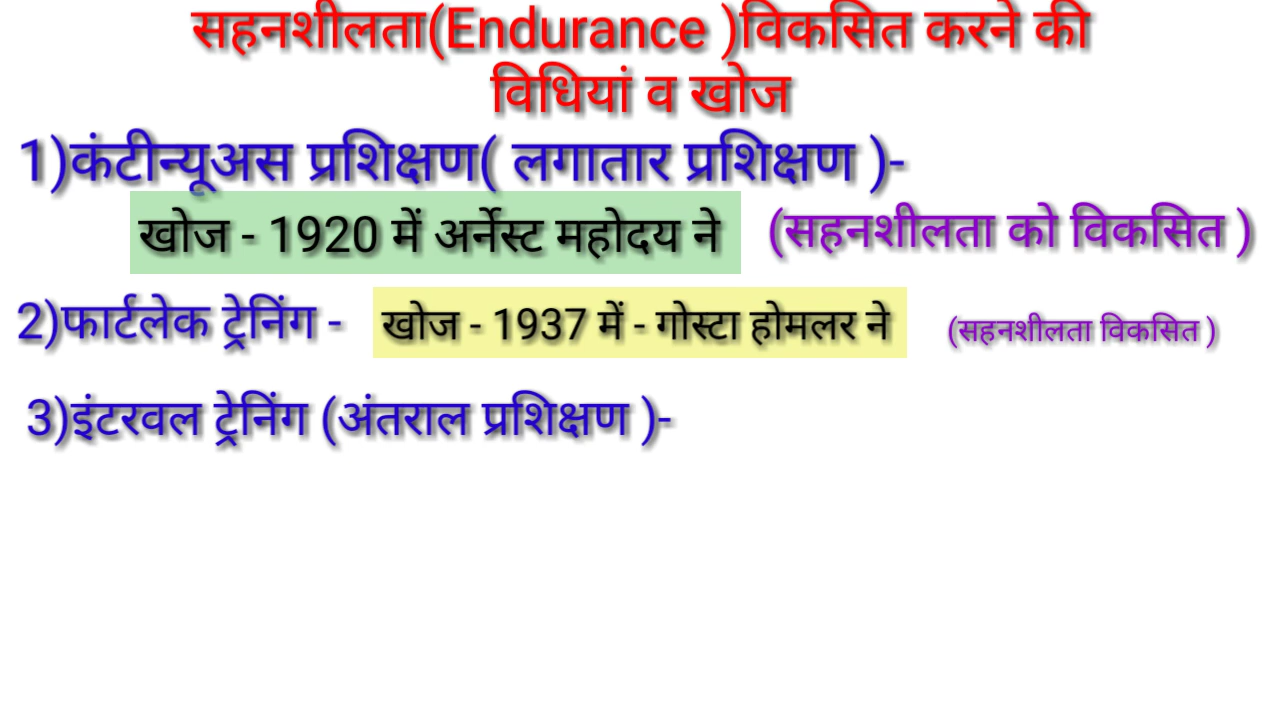 सहनशीलता(Endurance )विकसित करने की
विधियां व खोज
1)कंटीन्यूअस प्रशिक्षण( लगातार प्रशिक्षण )-
खोज - 1920 में अर्नेस्ट महोदय ने (सहनशीलता को विकसित )
2)फार्टलेक ट्रेनिंग - खोज - 1937 में - गोस्टा होमलर ने (सहनशीलता विकसित )
3)इंटरवल ट्रेनिंग (अंतराल प्रशिक्षण )-